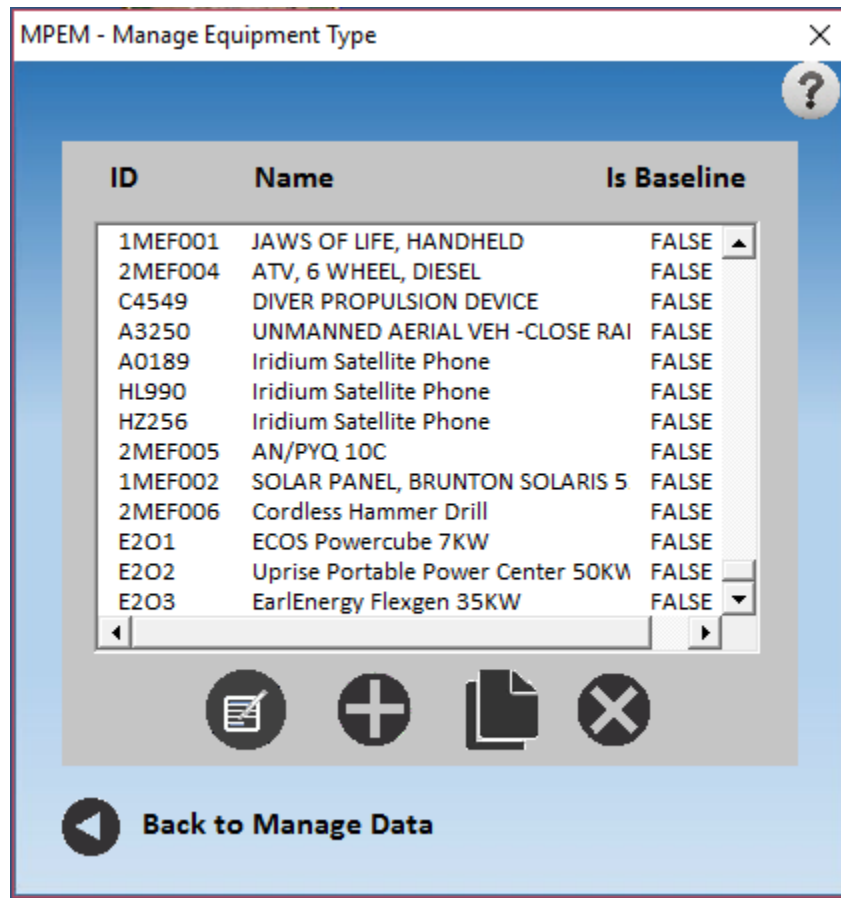 MPEM - Manage Equipment Type
?
ID Name Is Baseline
1MEF001 JAWS OF LIFE, HANDHELD FALSE
2MEF004 ATV, 6 WHEEL, DIESEL FALSE
C4549 DIVER PROPULSION DEVICE FALSE
A3250 UNMANNED AERIAL VEH -CLOSE RAI FALSE
A0189 Iridium Satellite Phone FALSE
HL990 Iridium Satellite Phone FALSE
HZ256 Iridium Satellite Phone FALSE
2MEF005 AN/PYQ 10C FALSE
1MEF002 SOLAR PANEL, BRUNTON SOLARIS 5 FALSE
2MEF006 Cordless Hammer Drill FALSE
E2O1 ECOS Powercube 7KW FALSE
E2O2 Uprise Portable Power Center 50KW FALSE
E2O3 EarlEnergy Flexgen 35KW FALSE
Back to Manage Data